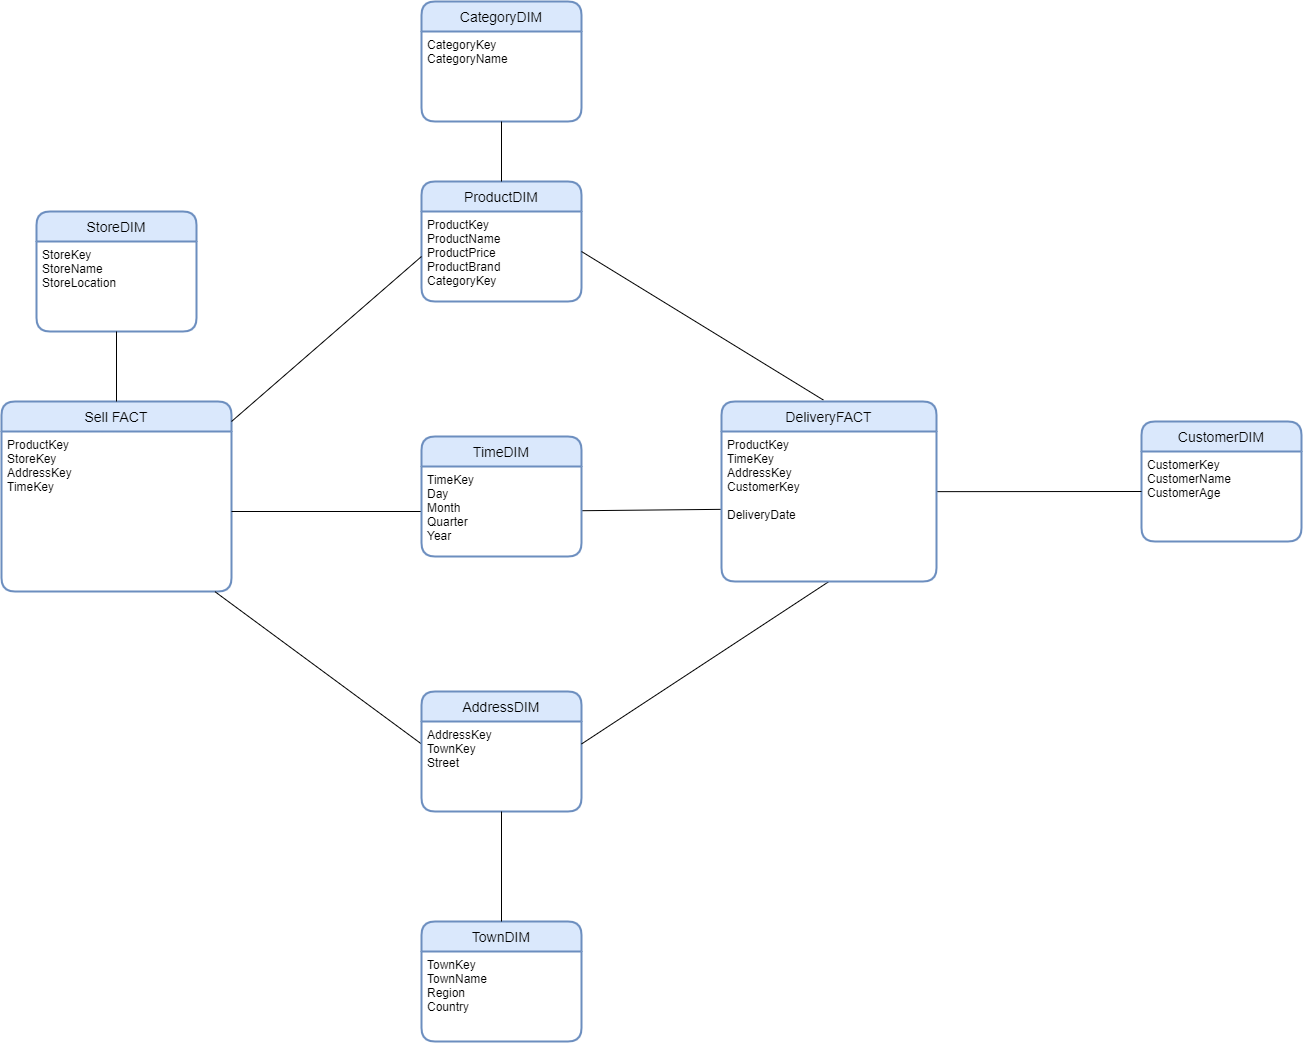 CategoryDIM
CategoryKey
CategoryName
ProductDIM
ProductKey
ProductName
ProductPrice
ProductBrand
CategoryKey
StoreDIM
StoreKey
StoreName
StoreLocation
Sell FACT
ProductKey
StoreKey
AddressKey
TimeKey
TimeDIM
TimeKey
Day
Month
Quarter
Year
DeliveryFACT
ProductKey
TimeKey
AddressKey
CustomerKey
DeliveryDate
CustomerDIM
CustomerKey
CustomerName
CustomerAge
AddressDIM
AddressKey
TownKey
Street
TownDIM
TownKey
TownName
Region
Country